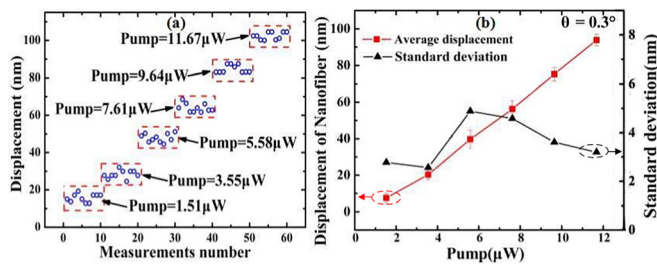 (a)
Displacement (nm)
100
80
60
40
20
0
Pump=11.67μW
Pump=9.64μW
Pump=7.61μW
Pump=5.58μW
Pump=3.55μW
Pump=1.51μW
0 10 20 30 40 50 60
Measurements number
(b)
θ = 0.3°
Displacement of Nanofiber (nm)
100
80
60
40
20
0
Average displacement
Standard deviation
8
6
4
2
0
Standard deviation(nm)
0 2 4 6 8 10 12
Pump(μW)